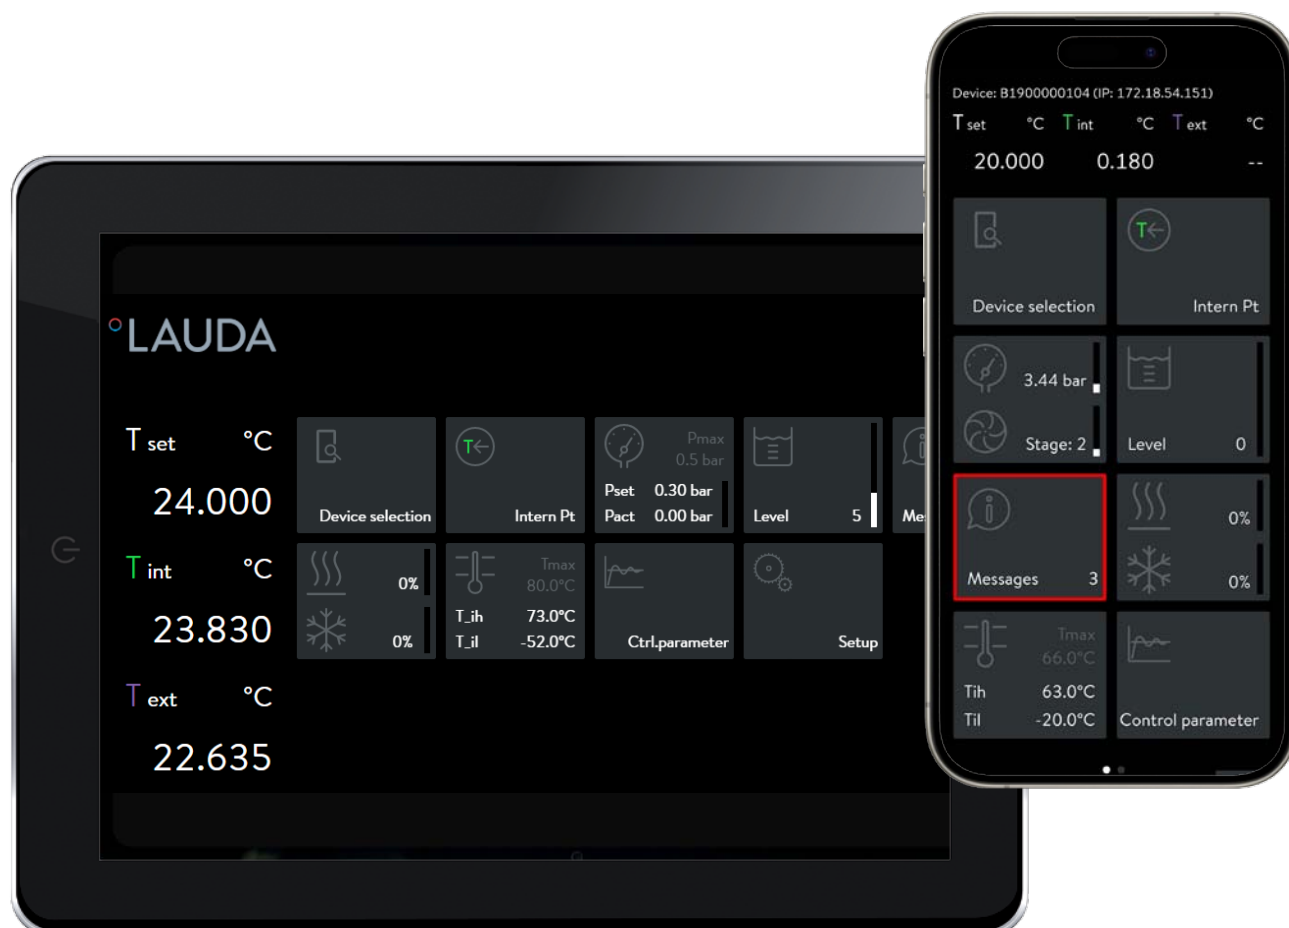 LAUDA
T set °C
24.000
T int °C
23.830
T ext °C
22.635
Device selection
T
Intern Pt
Pmax
0.5 bar
Pset 0.30 bar
Pact 0.00 bar
Level 5
0%
0%
Tmax
80.0°C
T_ih 73.0°C
T_il -52.0°C
Ctrl.parameter
Setup
Device: B1900000104 (IP: 172.18.54.151)
T set °C T int °C T ext °C
20.000 0.180 --
Device selection
T
Intern Pt
3.44 bar
Stage: 2
Level 0
Messages 3
0%
0%
Tmax
66.0°C
Tih 63.0°C
Til -20.0°C
Control parameter